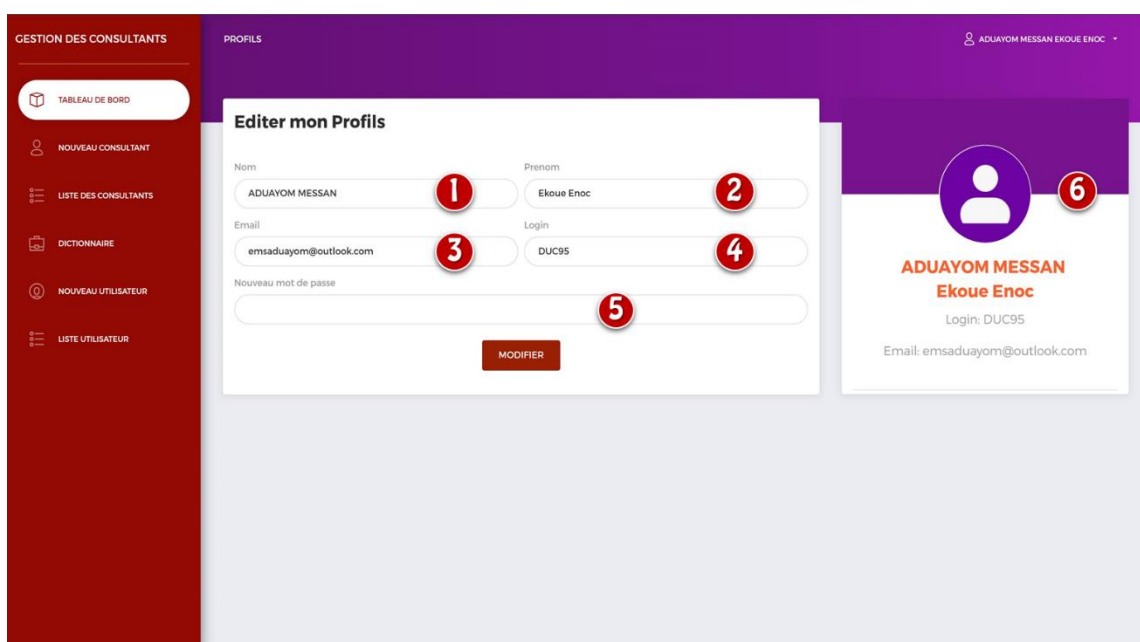 GESTION DES CONSULTANTS
PROFILS
ADUAYOM MESSAN EKOUE ENOC
TABLEAU DE BORD
NOUVEAU CONSULTANT
LISTE DES CONSULTANTS
DICTIONNAIRE
NOUVEAU UTILISATEUR
LISTE UTILISATEUR
Editer mon Profils
Nom
Prenom
ADUAYOM MESSAN 1
Ekoue Enoc 2
Email
Login
emsaduayom@outlook.com 3
DUC95 4
Nouveau mot de passe
5
MODIFIER
6
ADUAYOM MESSAN
Ekoue Enoc
Login: DUC95
Email: emsaduayom@outlook.com